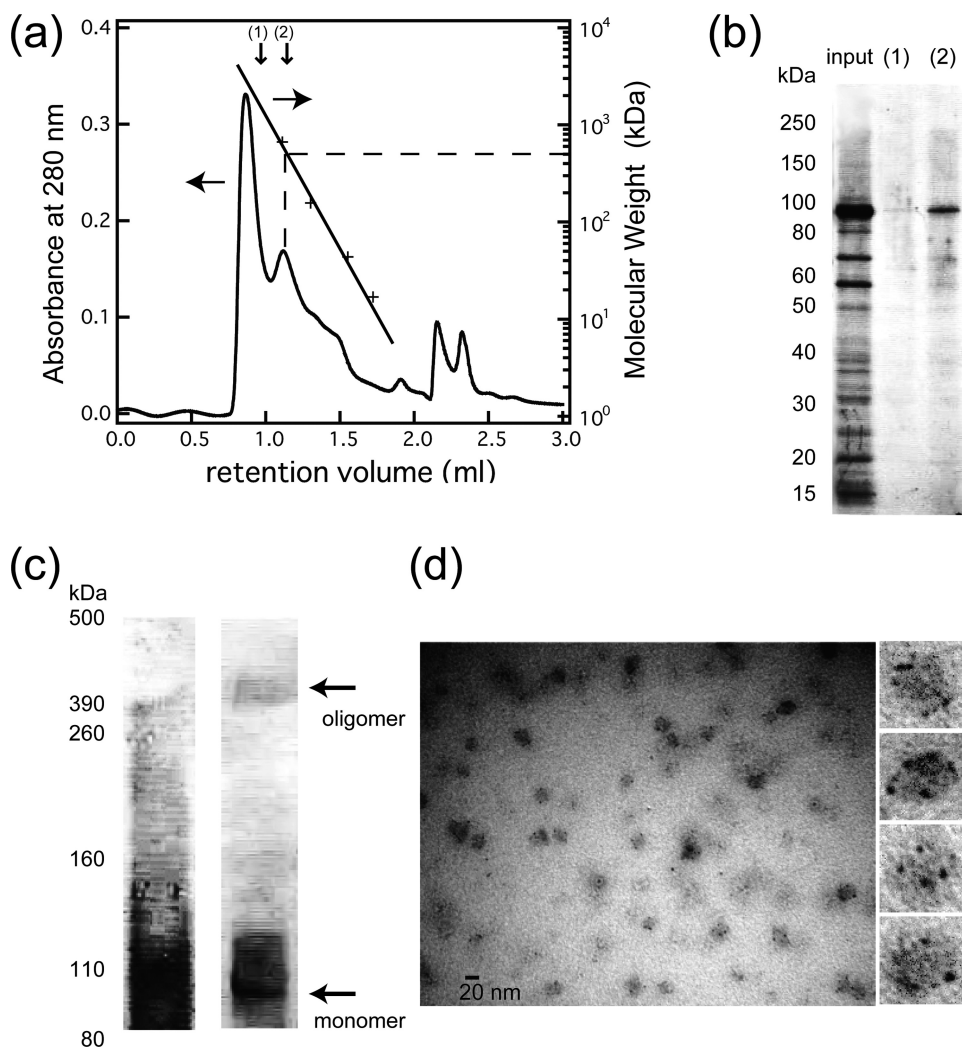 (a)
(1) (2)
0.4
0.3
0.2
0.1
0.0
Absorbance at 280 nm
0.0 0.5 1.0 1.5 2.0 2.5 3.0
retention volume (ml)
10^4
10^3
10^2
10^1
10^0
Molecular Weight (kDa)
(b)
input (1) (2)
kDa
250
150
100
80
60
50
40
30
20
15
(c)
kDa
500
390
260
160
110
80
oligomer
monomer
(d)
20 nm